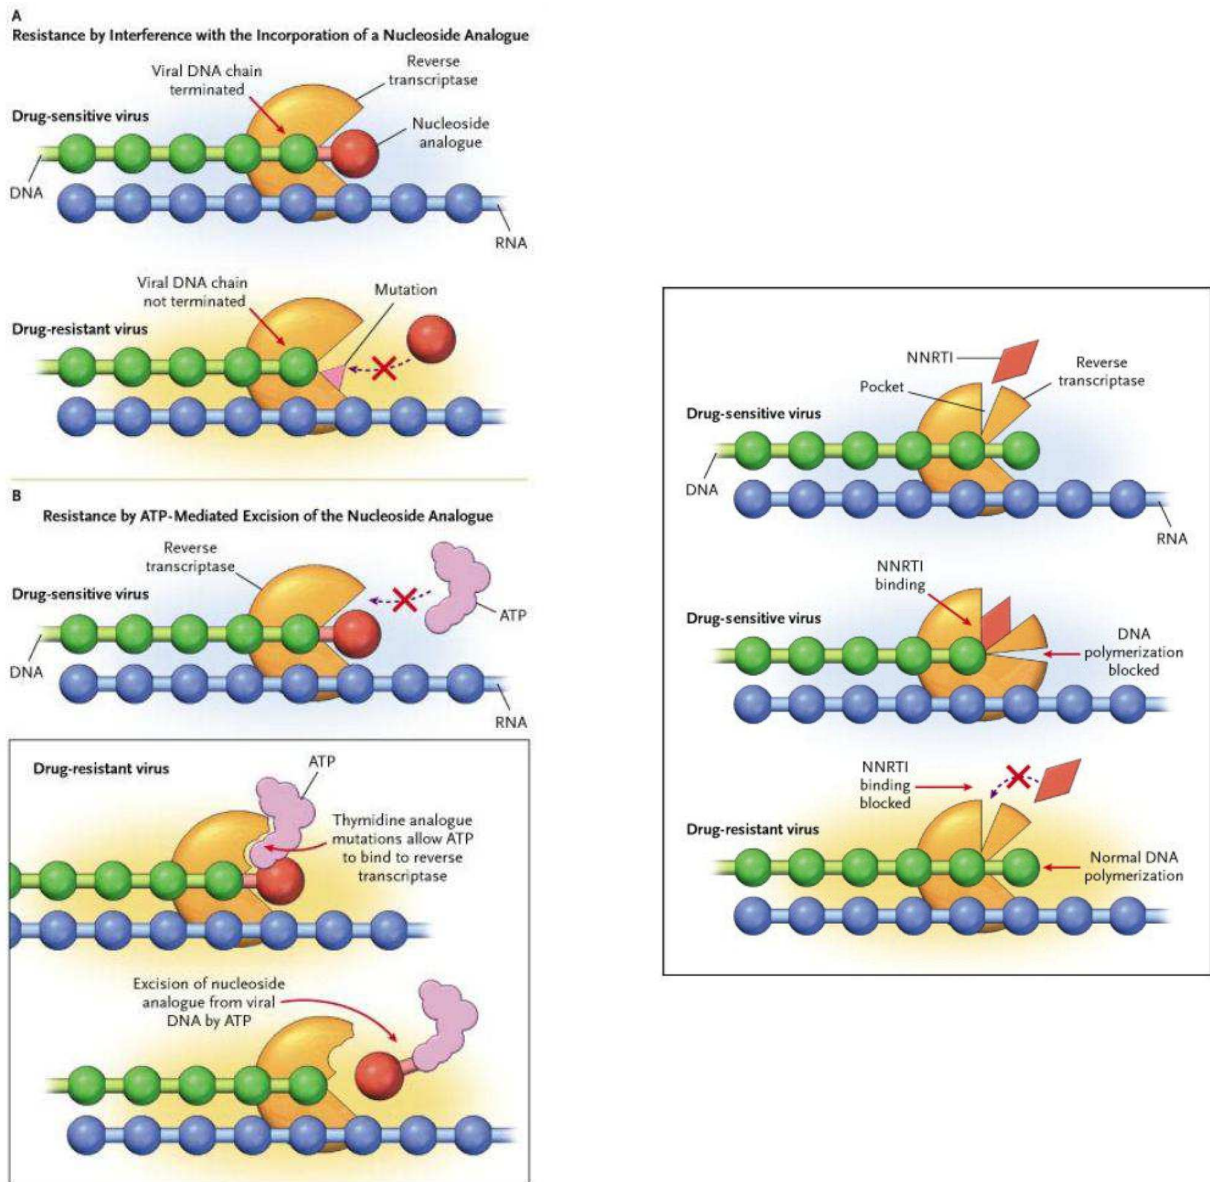 A
Resistance by Interference with the Incorporation of a Nucleoside Analogue
Viral DNA chain
terminated
Reverse
transcriptase
Drug-sensitive virus
Nucleoside
analogue
DNA
RNA
Viral DNA chain
not terminated
Mutation
Drug-resistant virus
B
Resistance by ATP-Mediated Excision of the Nucleoside Analogue
Reverse
transcriptase
Drug-sensitive virus
ATP
DNA
RNA
Drug-resistant virus
ATP
Thymidine analogue
mutations allow ATP
to bind to reverse
transcriptase
Excision of nucleoside
analogue from viral
DNA by ATP
NNRTI
Reverse
transcriptase
Pocket
Drug-sensitive virus
DNA
RNA
NNRTI
binding
Drug-sensitive virus
DNA
polymerization
blocked
NNRTI
binding
blocked
Drug-resistant virus
Normal DNA
polymerization